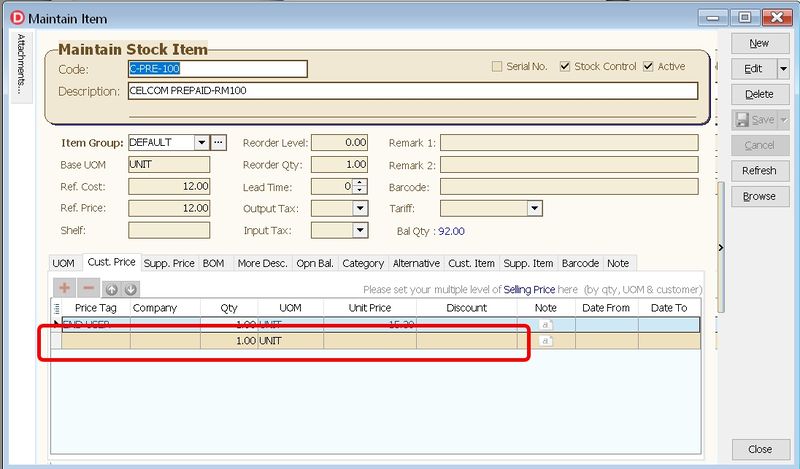 Maintain Item
Attachments...
Maintain Stock Item
Code: C-PRE-100 Serial No. Stock Control Active
Description: CELCOM PREPAID-RM100
Item Group: DEFAULT Reorder Level: 0.00 Remark 1:
Base UOM UNIT Reorder Qty: 1.00 Remark 2:
Ref. Cost: 12.00 Lead Time: 0 Barcode:
Ref. Price: 12.00 Output Tax: Tariff:
Shelf: Input Tax: Bal Qty : 92.00
UOM Cust. Price Supp. Price BOM More Desc. Opn Bal. Category Alternative Cust. Item Supp. Item Barcode Note
Please set your multiple level of Selling Price here (by qty, UOM & customer)
Price Tag Company Qty UOM Unit Price Discount Note Date From Date To
END USER 1.00 UNIT 15.20
1.00 UNIT
New
Edit
Delete
Save
Cancel
Refresh
Browse
Close